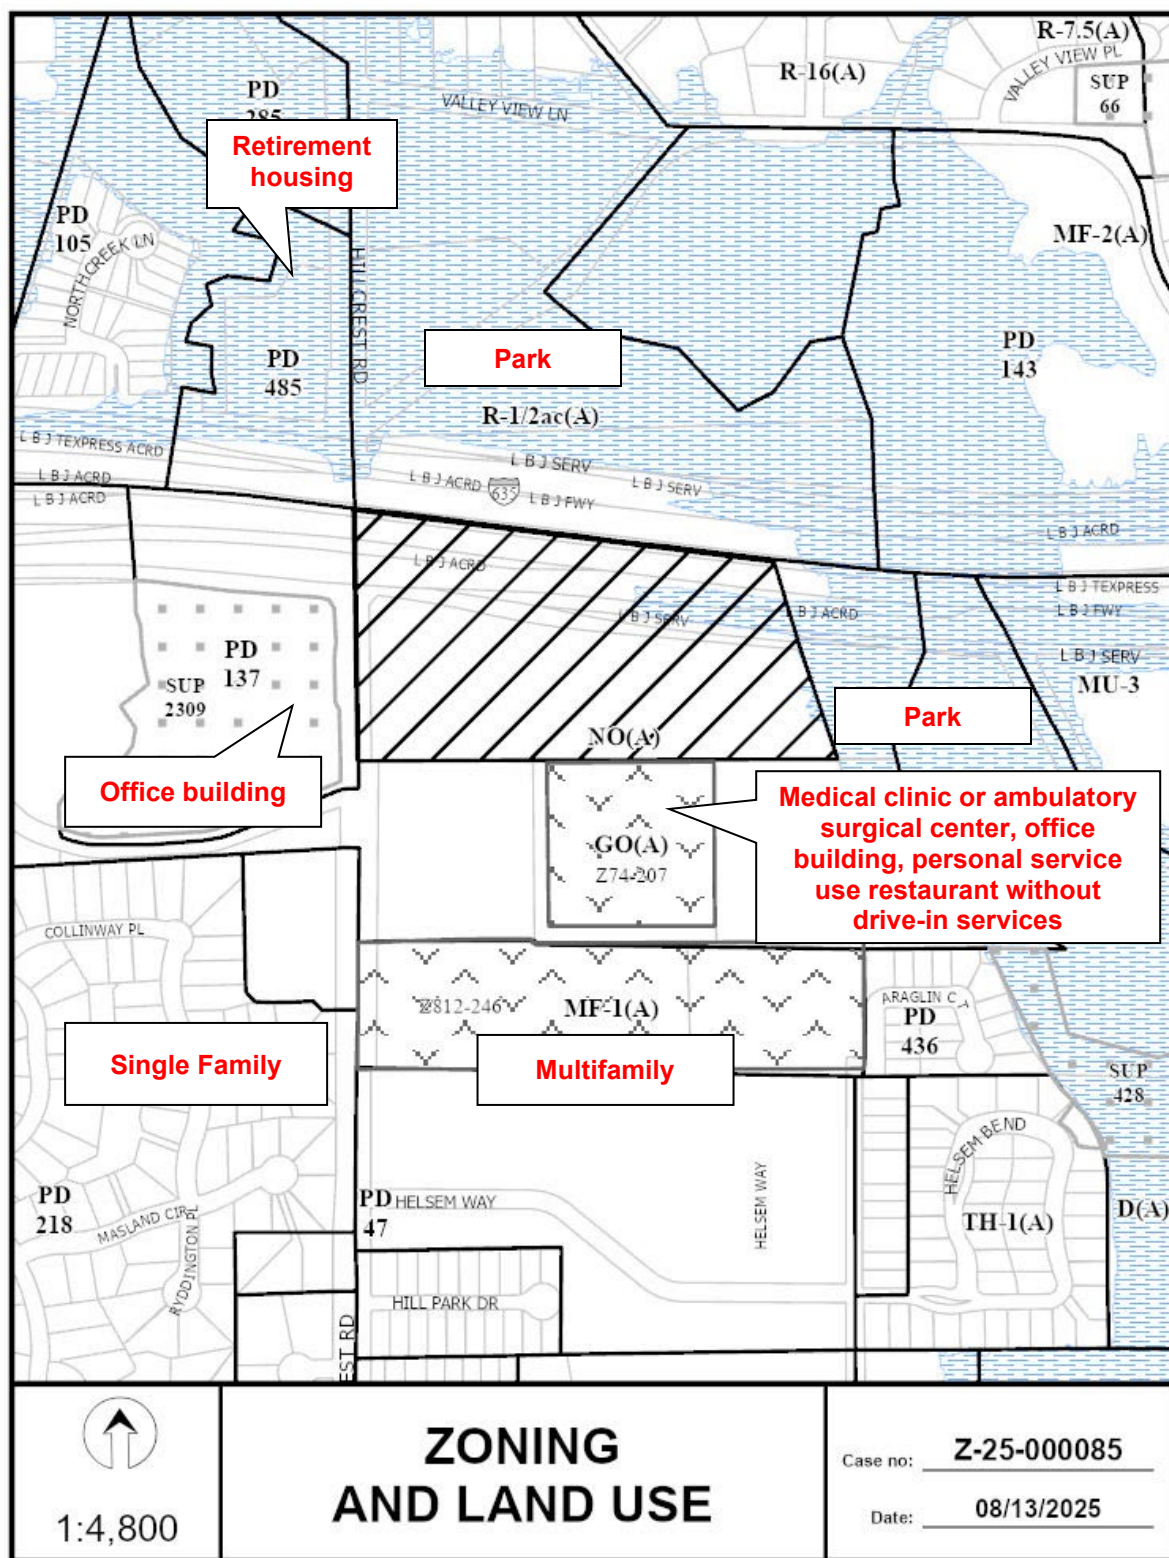 R-7.5(A)
VALLEY VIEW PL
R-16(A)
SUP
66
PD
285
VALLEY VIEW LN
Retirement
housing
PD
105
NORTHCREEK LN
MF-2(A)
HILLCREST RD
PD
485
Park
PD
143
R-1/2ac(A)
L B J TEXPRESS ACRD
L B J SERV
L B J ACRD
L B J ACRD
635
L B J FWY
L B J SERV
L B J ACRD
L B J ACRD
L B J ACRD
L B J TEXPRESS
L B J SERV
L B J ACRD
L B J FWY
PD
137
SUP
2309
L B J SERV
MU-3
Park
NO(A)
Office building
Medical clinic or ambulatory
surgical center, office
building, personal service
use restaurant without
drive-in services
GO(A)
Z74-207
COLLINWAY PL
Z812-246
MF-1(A)
ARAGLIN C
PD
436
Single Family
Multifamily
SUP
428
HELSEM BEND
PD
218
MASLAND CIR
RYDDINGTON PL
PD
47
HELSEM WAY
HELSEM WAY
TH-1(A)
D(A)
HILL PARK DR
EST RD
1:4,800
ZONING
AND LAND USE
Case no: Z-25-000085
Date: 08/13/2025